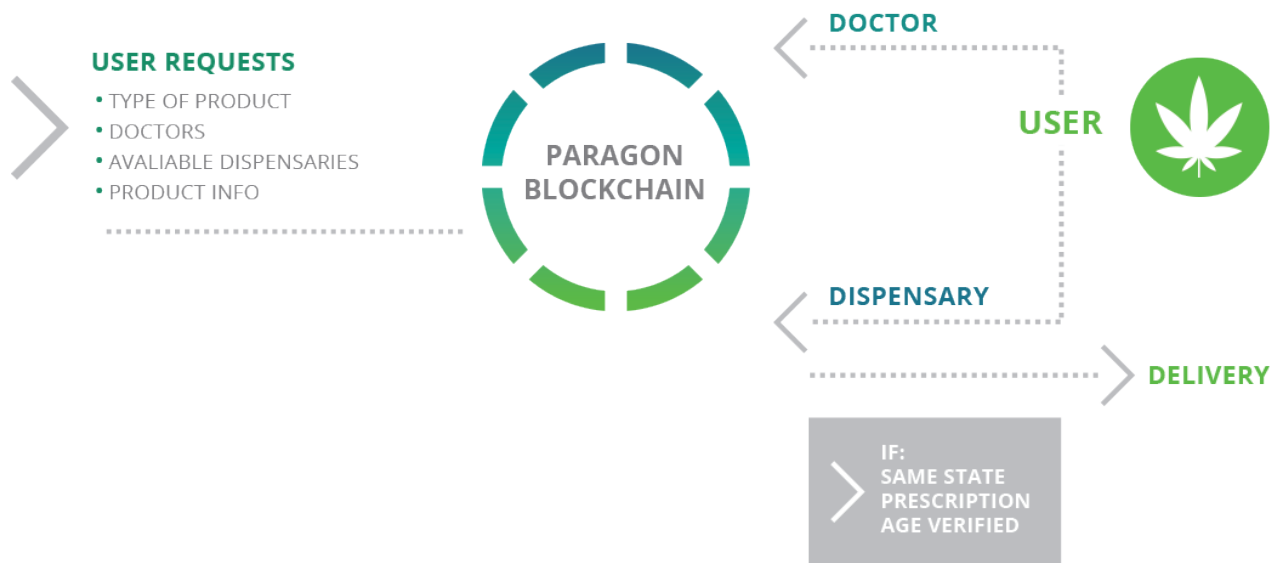 USER REQUESTS
• TYPE OF PRODUCT
• DOCTORS
• AVALIABLE DISPENSARIES
• PRODUCT INFO
PARAGON
BLOCKCHAIN
DOCTOR
USER
DISPENSARY
DELIVERY
IF:
SAME STATE
PRESCRIPTION
AGE VERIFIED